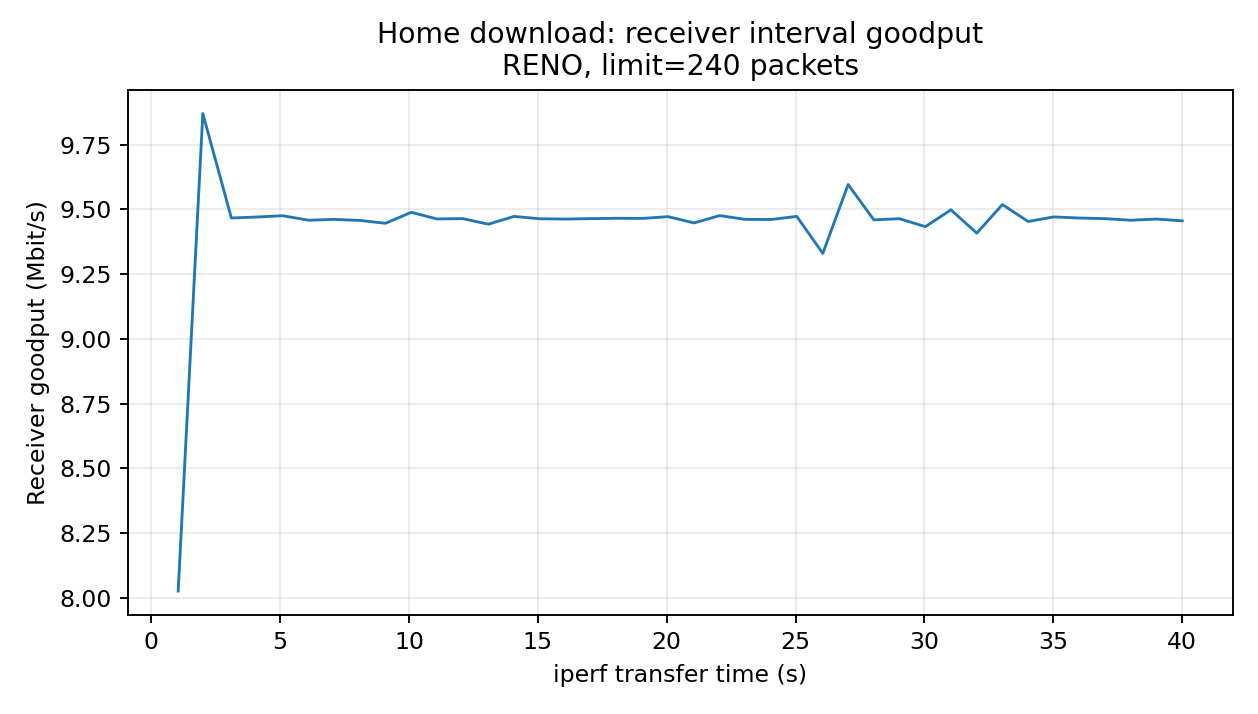 Home download: receiver interval goodput
RENO, limit=240 packets
Receiver goodput (Mbit/s)
9.75
9.50
9.25
9.00
8.75
8.50
8.25
8.00
0 5 10 15 20 25 30 35 40
iperf transfer time (s)